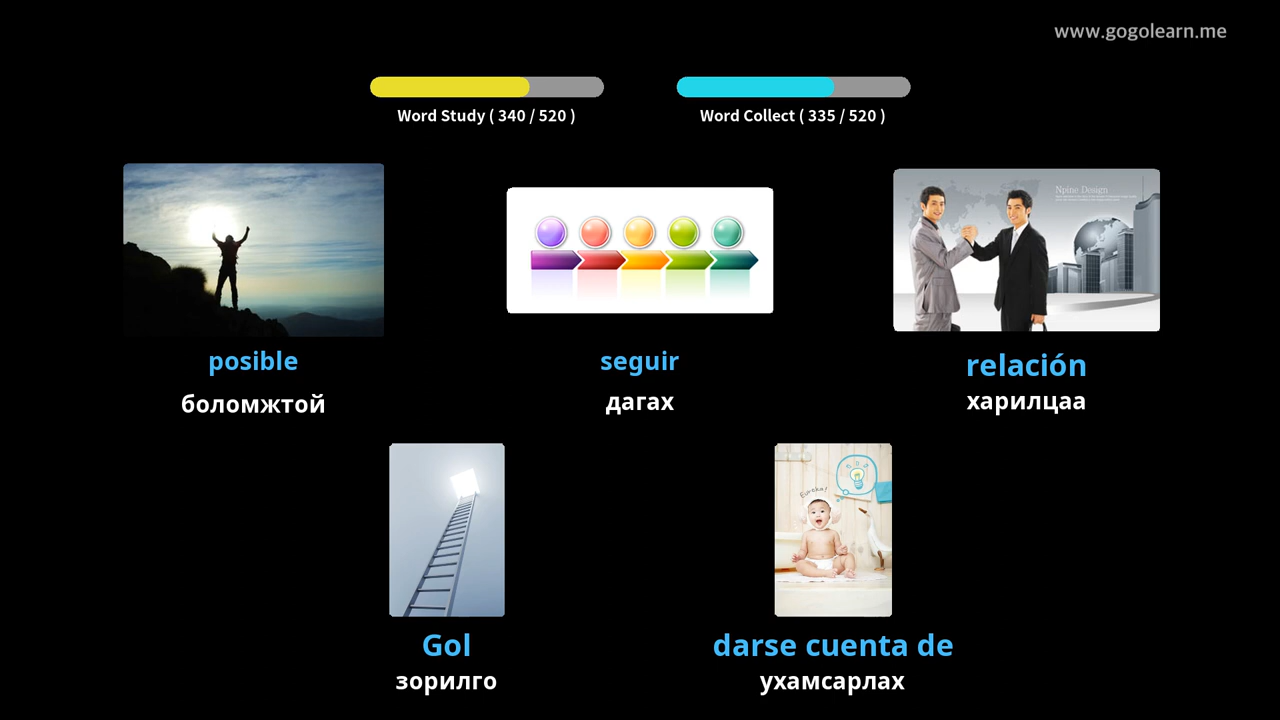 www.gogolearn.me
Word Study ( 340 / 520 )
Word Collect ( 335 / 520 )
Npine Design
posible
боломжтой
seguir
дагах
relación
харилцаа
Eureka!
Gol
зорилго
darse cuenta de
ухамсарлах